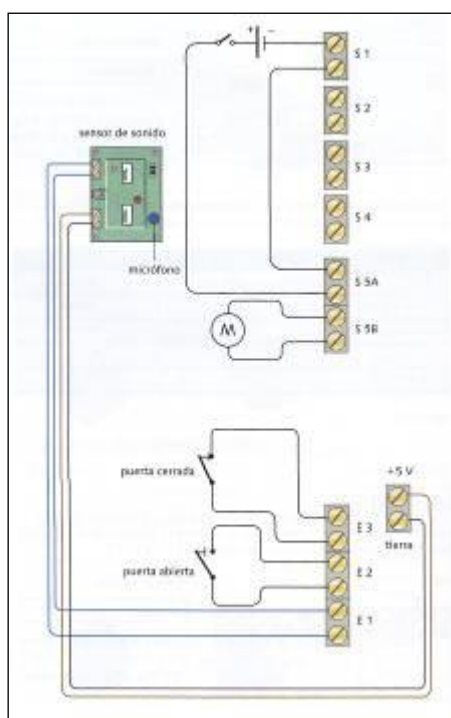 + −
S 1
S 2
sensor de sonido
S 3
S 4
micrófono
S 5A
S 5B
M
puerta cerrada
+5 V
E 3
tierra
puerta abierta
E 2
E 1